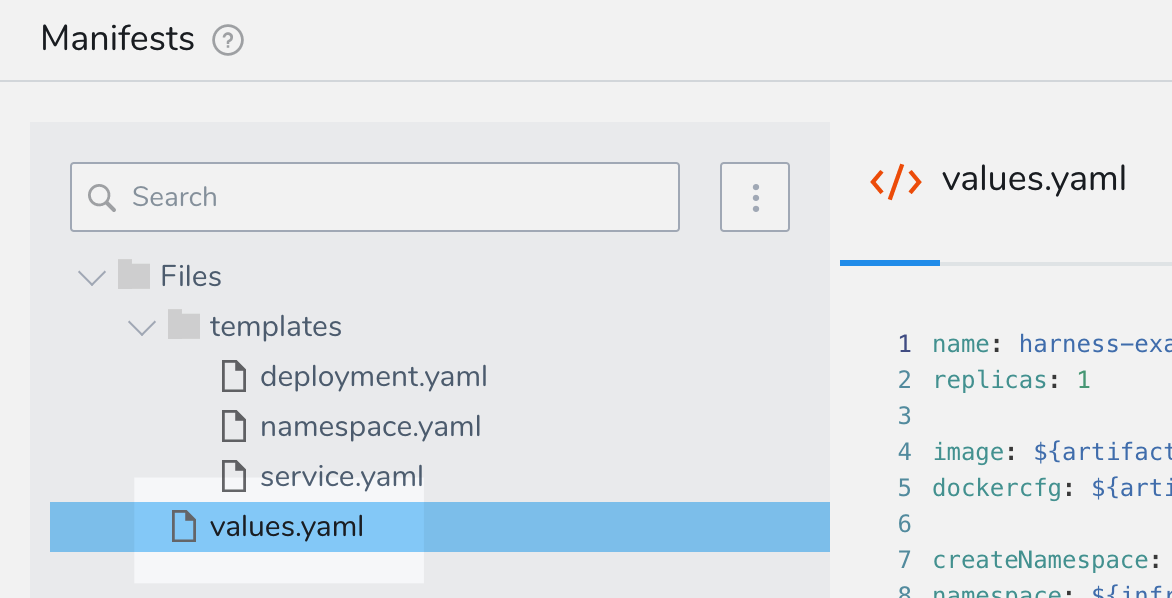 Manifests ?
Search
Files
templates
deployment.yaml
namespace.yaml
service.yaml
values.yaml
</> values.yaml
1 name: harness-exa
2 replicas: 1
3
4 image: ${artifact
5 dockercfg: ${arti
6
7 createNamespace:
8 namespace: ${infr